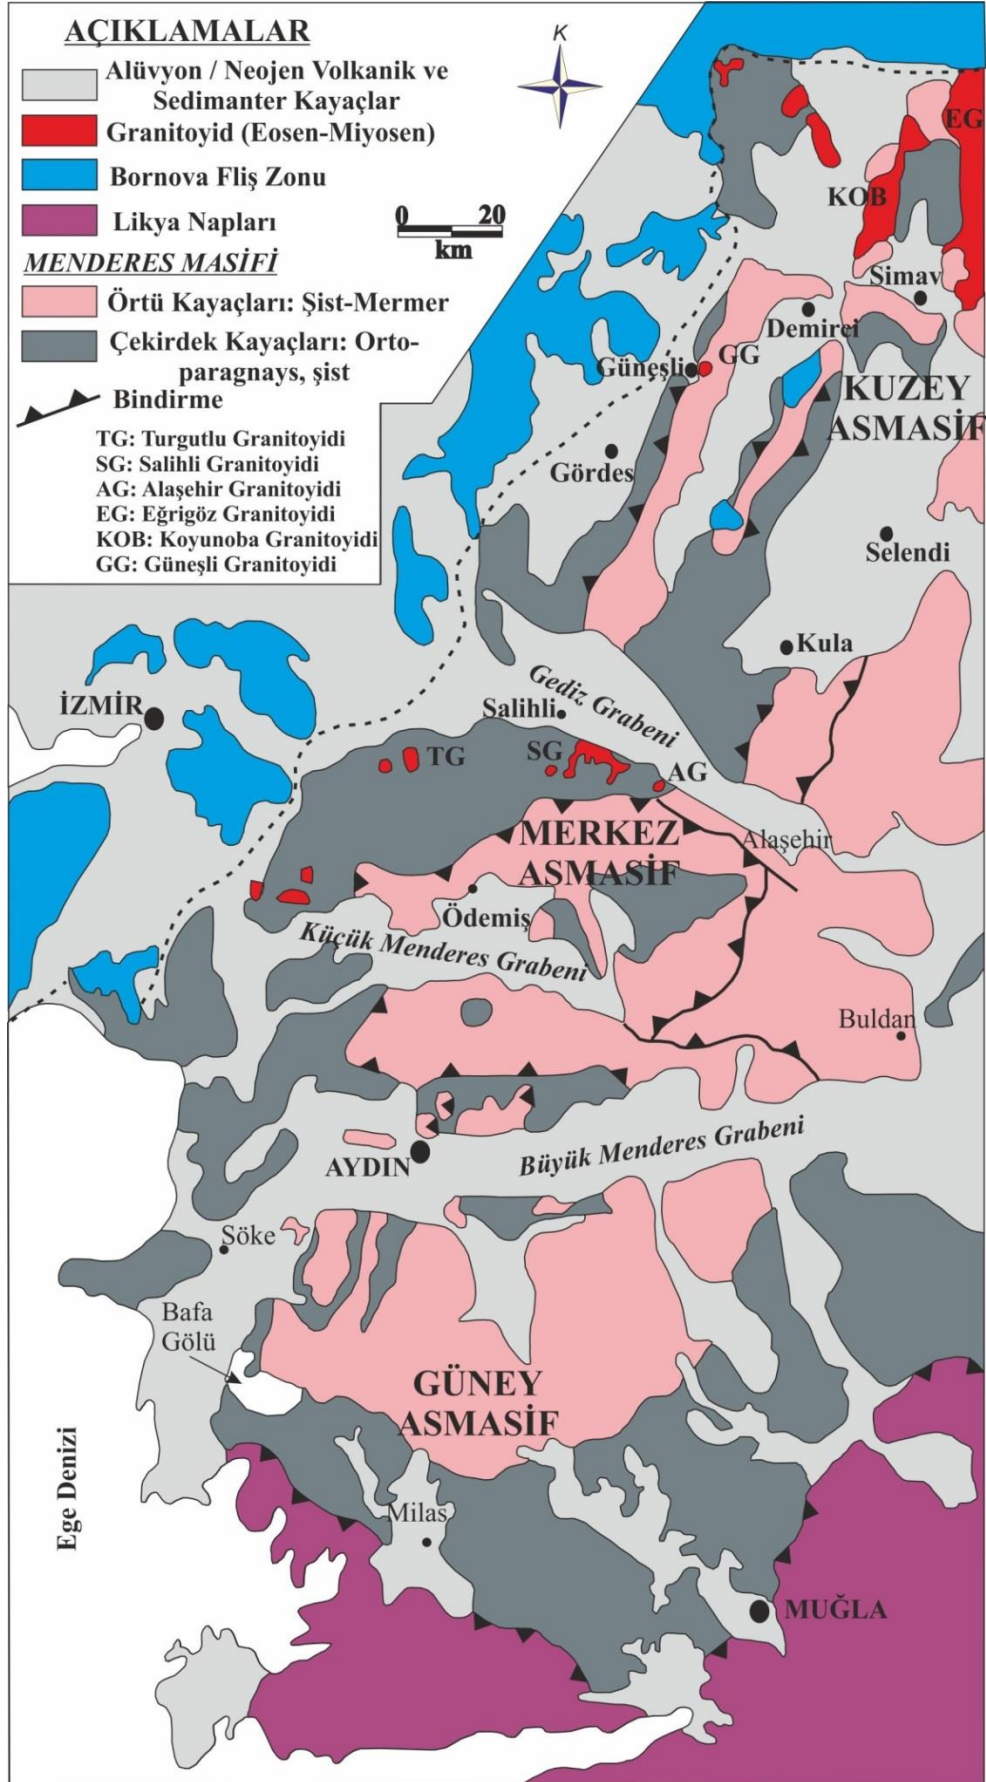 AÇIKLAMALAR
Alüvyon / Neojen Volkanik ve
Sedimanter Kayaçlar
Granitoyid (Eosen-Miyosen)
Bornova Fliş Zonu
Likya Napları
MENDERES MASİFİ
Örtü Kayaçları: Şist-Mermer
Çekirdek Kayaçları: Orto-
paragnays, şist
Bindirme
TG: Turgutlu Granitoyidi
SG: Salihli Granitoyidi
AG: Alaşehir Granitoyidi
EG: Eğrigöz Granitoyidi
KOB: Koyunoba Granitoyidi
GG: Güneşli Granitoyidi
K
0 20
km
EG
KOB
Simav
Demirci
GG
Güneşli
KUZEY
ASMASİF
Gördes
Selendi
Kula
Gediz Grabeni
Salihli
İZMİR
TG
SG
AG
MERKEZ
ASMASİF
Alaşehir
Ödemiş
Küçük Menderes Grabeni
Buldan
Büyük Menderes Grabeni
AYDIN
Söke
Bafa
Gölü
GÜNEY
ASMASİF
Ege Denizi
Milas
MUĞLA